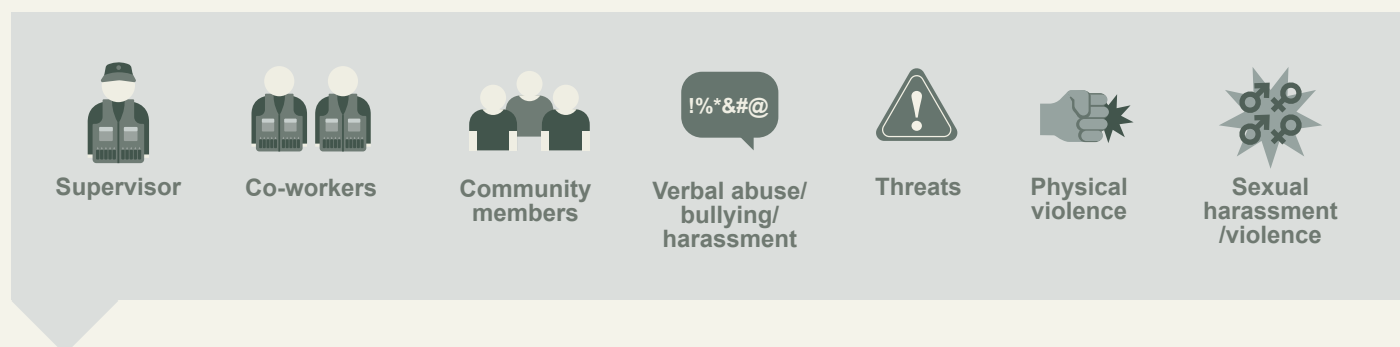 Supervisor
Co-workers
Community
members
!%*&#@
Verbal abuse/
bullying/
harassment
Threats
Physical
violence
Sexual
harassment
/violence